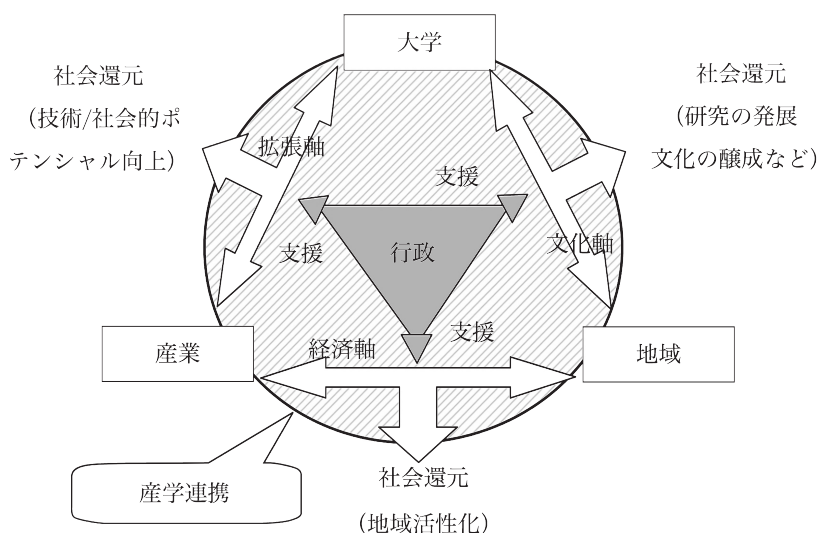 大学
社会還元
(技術/社会的ポ
テンシャル向上)
社会還元
(研究の発展
文化の醸成など)
拡張軸
支援
支援
行政
文化軸
支援
経済軸
産業
地域
産学連携
社会還元
(地域活性化)